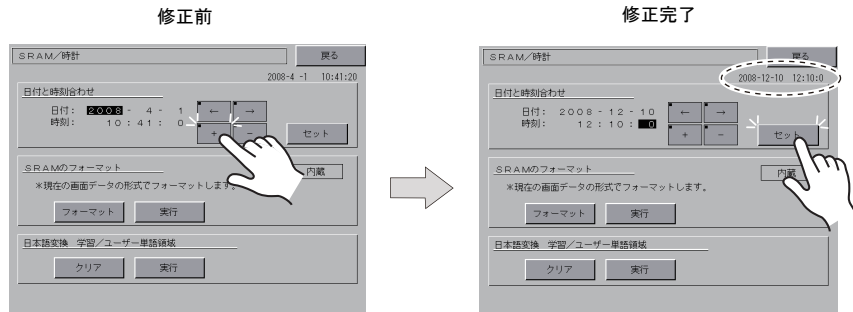 修正前
SRAM/時計
戻る
2008-4 -1 10:41:20
日付と時刻合わせ
日付: 2008 - 4 - 1
← →
時刻: 10 : 41 : 0
+ −
セット
SRAMのフォーマット
内蔵
*現在の画面データの形式でフォーマットします。
フォーマット 実行
日本語変換 学習/ユーザー単語領域
クリア 実行
修正完了
SRAM/時計
戻る
2008-12-10 12:10:0
日付と時刻合わせ
日付: 2008 - 12 - 10
← →
時刻: 12 : 10 : 0
+ −
セット
SRAMのフォーマット
内蔵
*現在の画面データの形式でフォーマットします。
フォーマット 実行
日本語変換 学習/ユーザー単語領域
クリア 実行